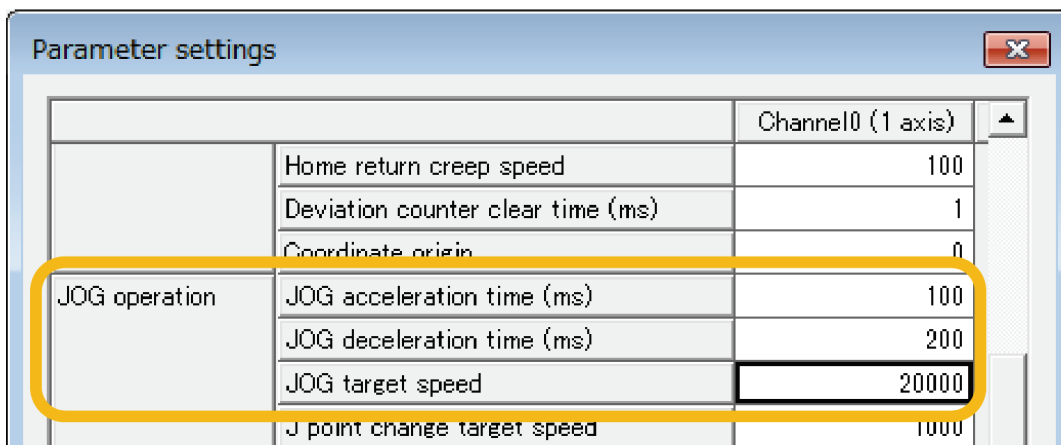 Parameter settings
Channel0 (1 axis)
Home return creep speed 100
Deviation counter clear time (ms) 1
Coordinate origin 0
JOG operation JOG acceleration time (ms) 100
JOG deceleration time (ms) 200
JOG target speed 20000
J point change target speed 1000